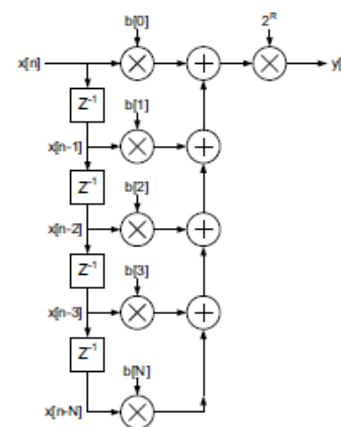 b[0] 2^R
x[n] y[
Z⁻¹ b[1]
x[n−1]
Z⁻¹ b[2]
x[n−2]
Z⁻¹ b[3]
x[n−3]
Z⁻¹ b[N]
x[n-N]